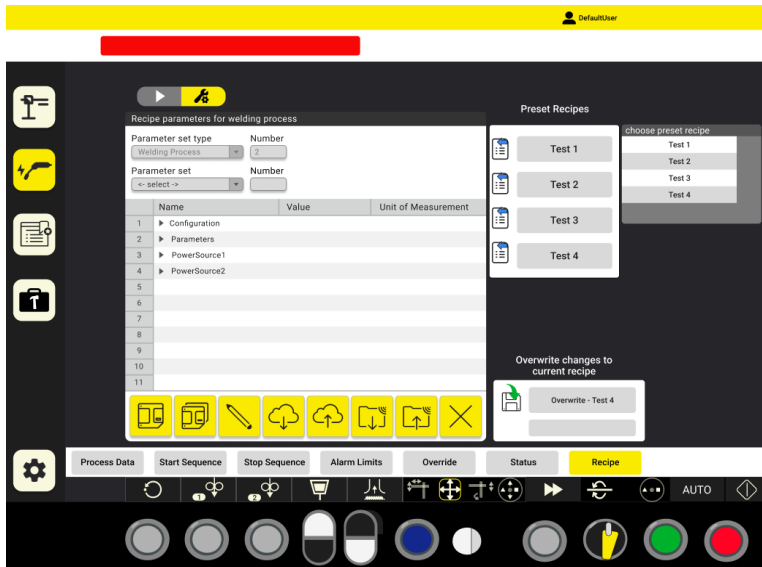 DefaultUser
Recipe parameters for welding process
Parameter set type Number
Welding Process 2
Parameter set Number
<- select ->
Name Value Unit of Measurement
1 Configuration
2 Parameters
3 PowerSource1
4 PowerSource2
5
6
7
8
9
10
11
Preset Recipes
Test 1
Test 2
Test 3
Test 4
choose preset recipe
Test 1
Test 2
Test 3
Test 4
Overwrite changes to
current recipe
Overwrite - Test 4
Process Data Start Sequence Stop Sequence Alarm Limits Override Status Recipe
1 2 AUTO